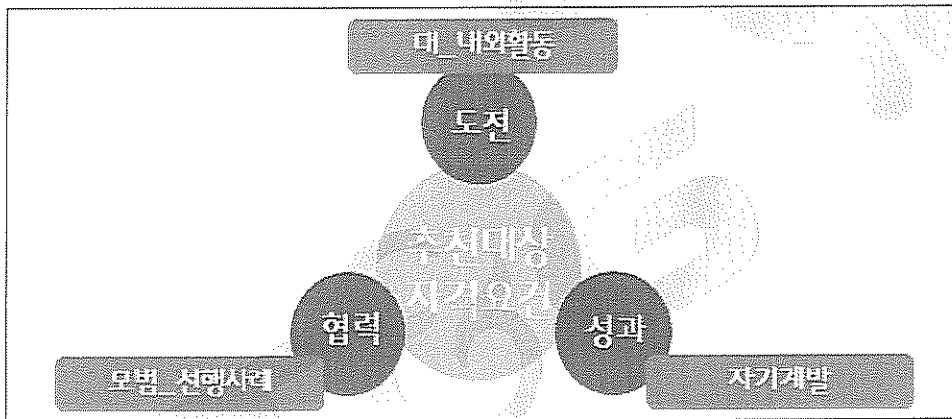 대_내외활동
도전
추천대상
자격요건
협력
성과
모범_선행사례
자기계발